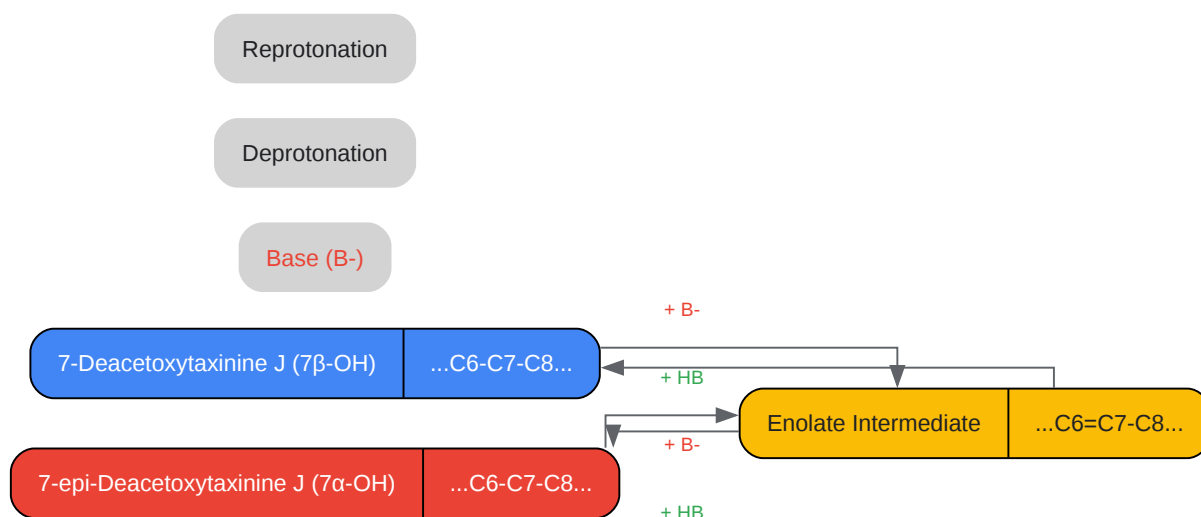 Reprotonation
Deprotonation
Base (B-)
+ B-
7-Deacetoxytaxinine J (7β-OH)
...C6-C7-C8...
+ HB
Enolate Intermediate
...C6=C7-C8...
+ B-
7-epi-Deacetoxytaxinine J (7α-OH)
...C6-C7-C8...
+ HB